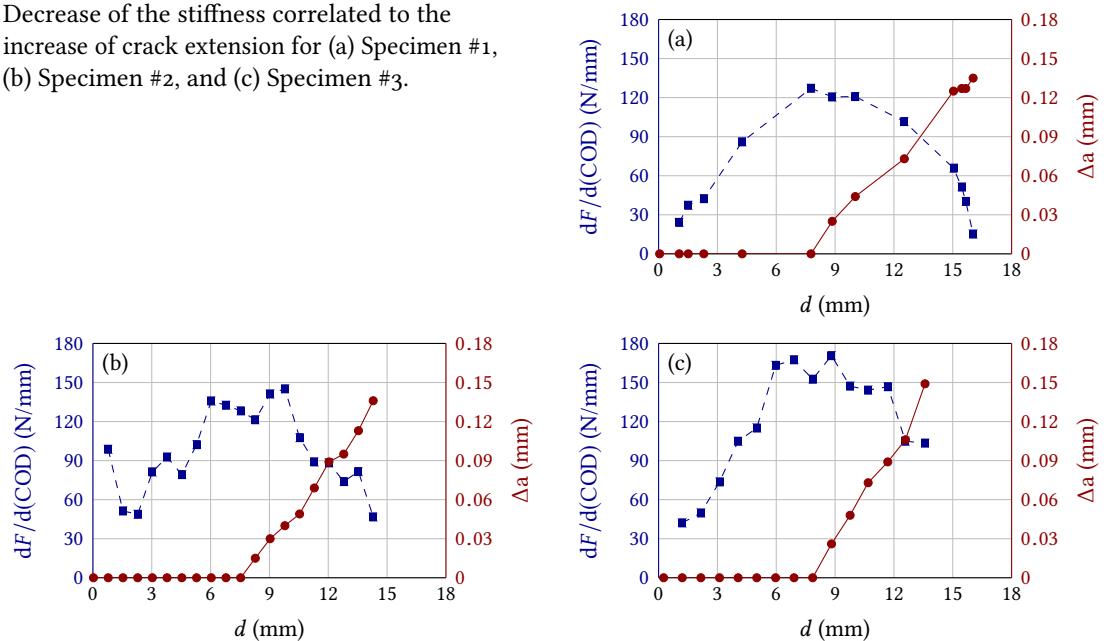 Decrease of the stiffness correlated to the
increase of crack extension for (a) Specimen #1,
(b) Specimen #2, and (c) Specimen #3.
(a)
dF/d(COD) (N/mm)
180
150
120
90
60
30
0
0.18
0.15
0.12
0.09
0.06
0.03
0
Δa (mm)
0 3 6 9 12 15 18
d (mm)
(b)
dF/d(COD) (N/mm)
180
150
120
90
60
30
0
0.18
0.15
0.12
0.09
0.06
0.03
0
Δa (mm)
0 3 6 9 12 15 18
d (mm)
(c)
dF/d(COD) (N/mm)
180
150
120
90
60
30
0
0.18
0.15
0.12
0.09
0.06
0.03
0
Δa (mm)
0 3 6 9 12 15 18
d (mm)